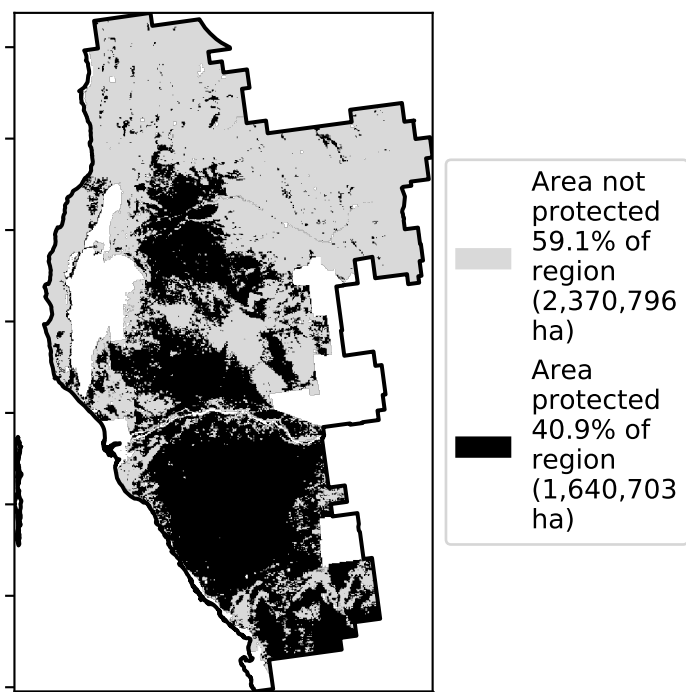 Area not
protected
59.1% of
region
(2,370,796
ha)
Area
protected
40.9% of
region
(1,640,703
ha)